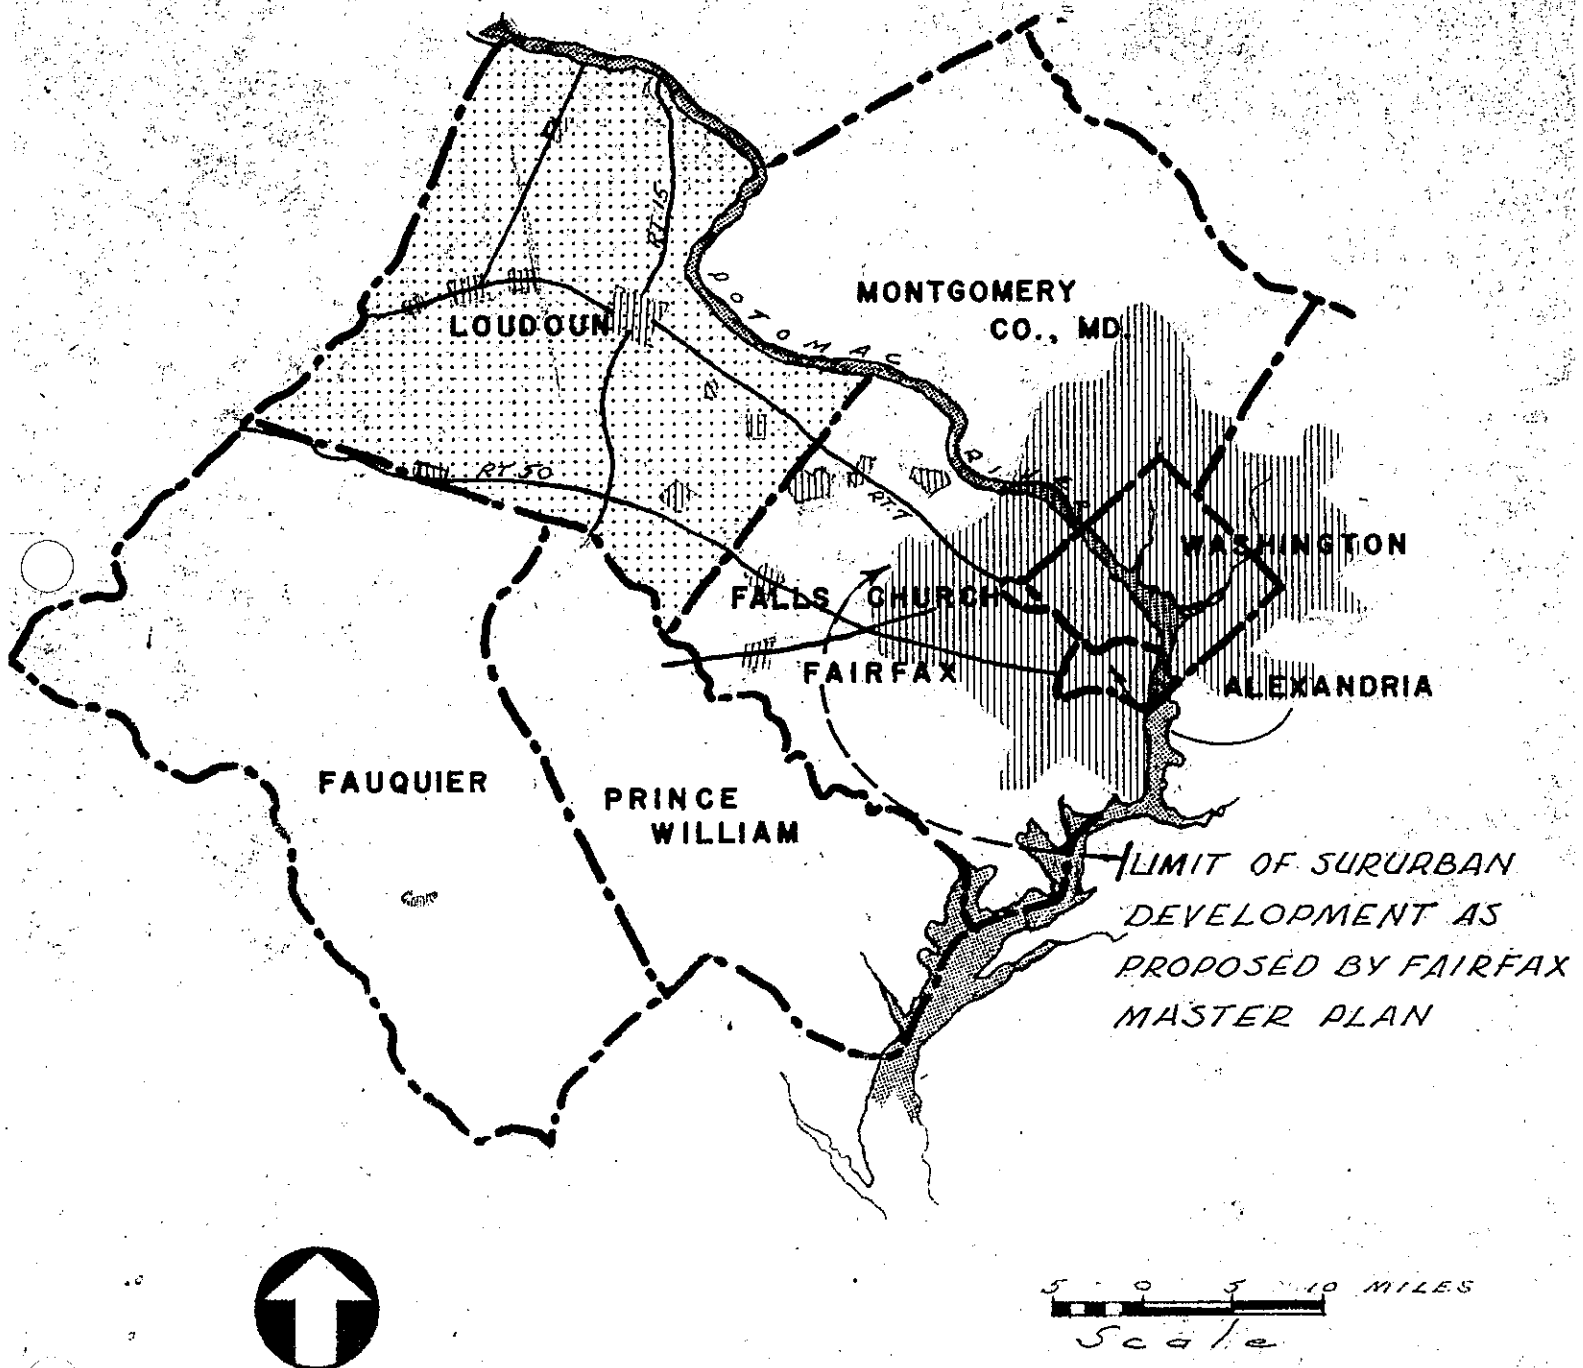 RT 15
POTOMAC
MONTGOMERY
CO., MD.
LOUDOUN
RT. 50
RIVER
RT. 7
WASHINGTON
FALLS CHURCH
FAIRFAX
ALEXANDRIA
FAUQUIER
PRINCE
WILLIAM
LIMIT OF SURURBAN
DEVELOPMENT AS
PROPOSED BY FAIRFAX
MASTER PLAN
5 0 5 10 MILES
Scale